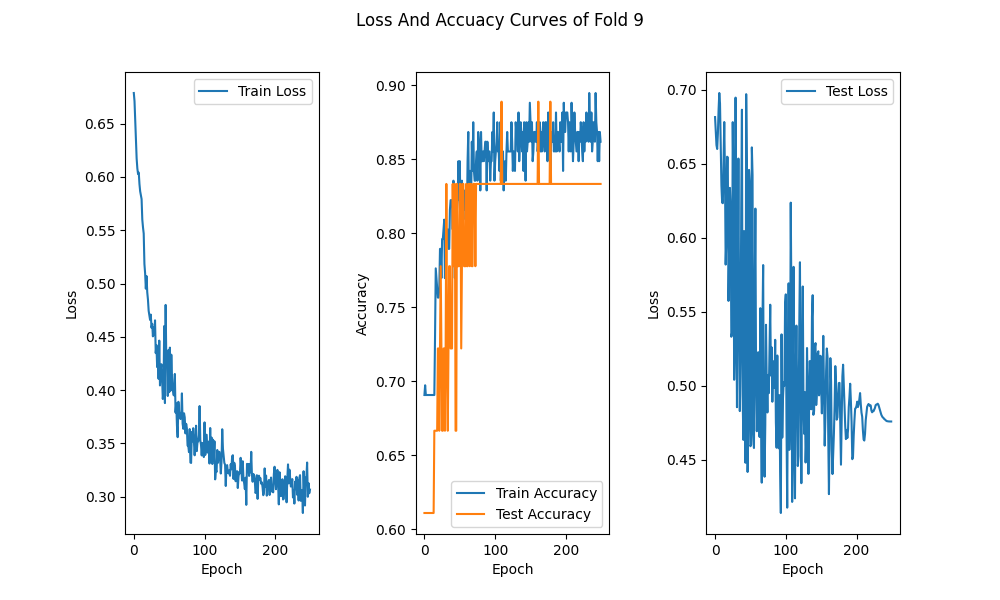 Loss And Accuacy Curves of Fold 9
Train Loss
0.65
0.60
0.55
0.50
0.45
0.40
0.35
0.30
Loss
0 100 200
Epoch
0.90
0.85
0.80
0.75
0.70
0.65
0.60
Accuracy
Train Accuracy
Test Accuracy
0 100 200
Epoch
Test Loss
0.70
0.65
0.60
0.55
0.50
0.45
Loss
0 100 200
Epoch